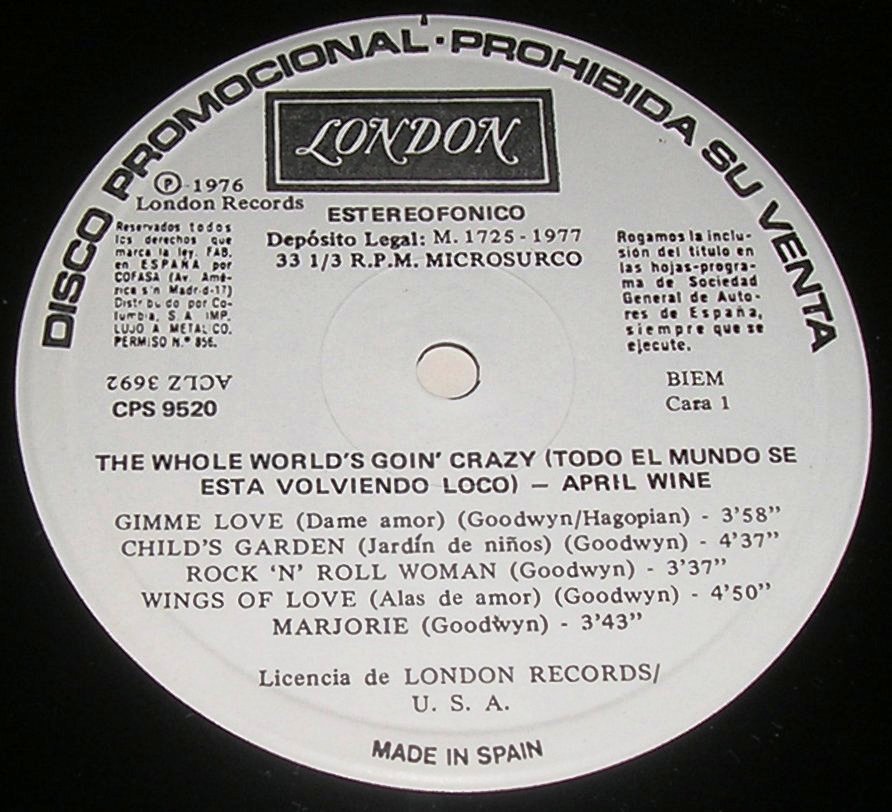 DISCO PROMOCIONAL · PROHIBIDA SU VENTA
LONDON
Ⓟ 1976
London Records
ESTEREOFONICO
Depósito Legal: M. 1725 - 1977
33 1/3 R.P.M. MICROSURCO
Reservados todos
los derechos que
marca la ley. FAB.
en ESPAÑA por
COFASA (Av. Amé-
rica s/n Madrid-17)
Distribuido por Co-
lumbia, S. A. IMP.
LUJO A METAL CO.
PERMISO N.º 856.
Rogamos la inclu-
sión del titulo en
las hojas-progra-
ma de Sociedad
General de Auto-
res de España,
siempre que se
ejecute.
ACLZ 3692
CPS 9520
BIEM
Cara 1
THE WHOLE WORLD'S GOIN' CRAZY (TODO EL MUNDO SE
ESTA VOLVIENDO LOCO) — APRIL WINE
GIMME LOVE (Dame amor) (Goodwyn/Hagopian) - 3'58"
CHILD'S GARDEN (Jardín de niños) (Goodwyn) - 4'37"
ROCK 'N' ROLL WOMAN (Goodwyn) - 3'37"
WINGS OF LOVE (Alas de amor) (Goodwyn) - 4'50"
MARJORIE (Goodwyn) - 3'43"
Licencia de LONDON RECORDS/
U. S. A.
MADE IN SPAIN